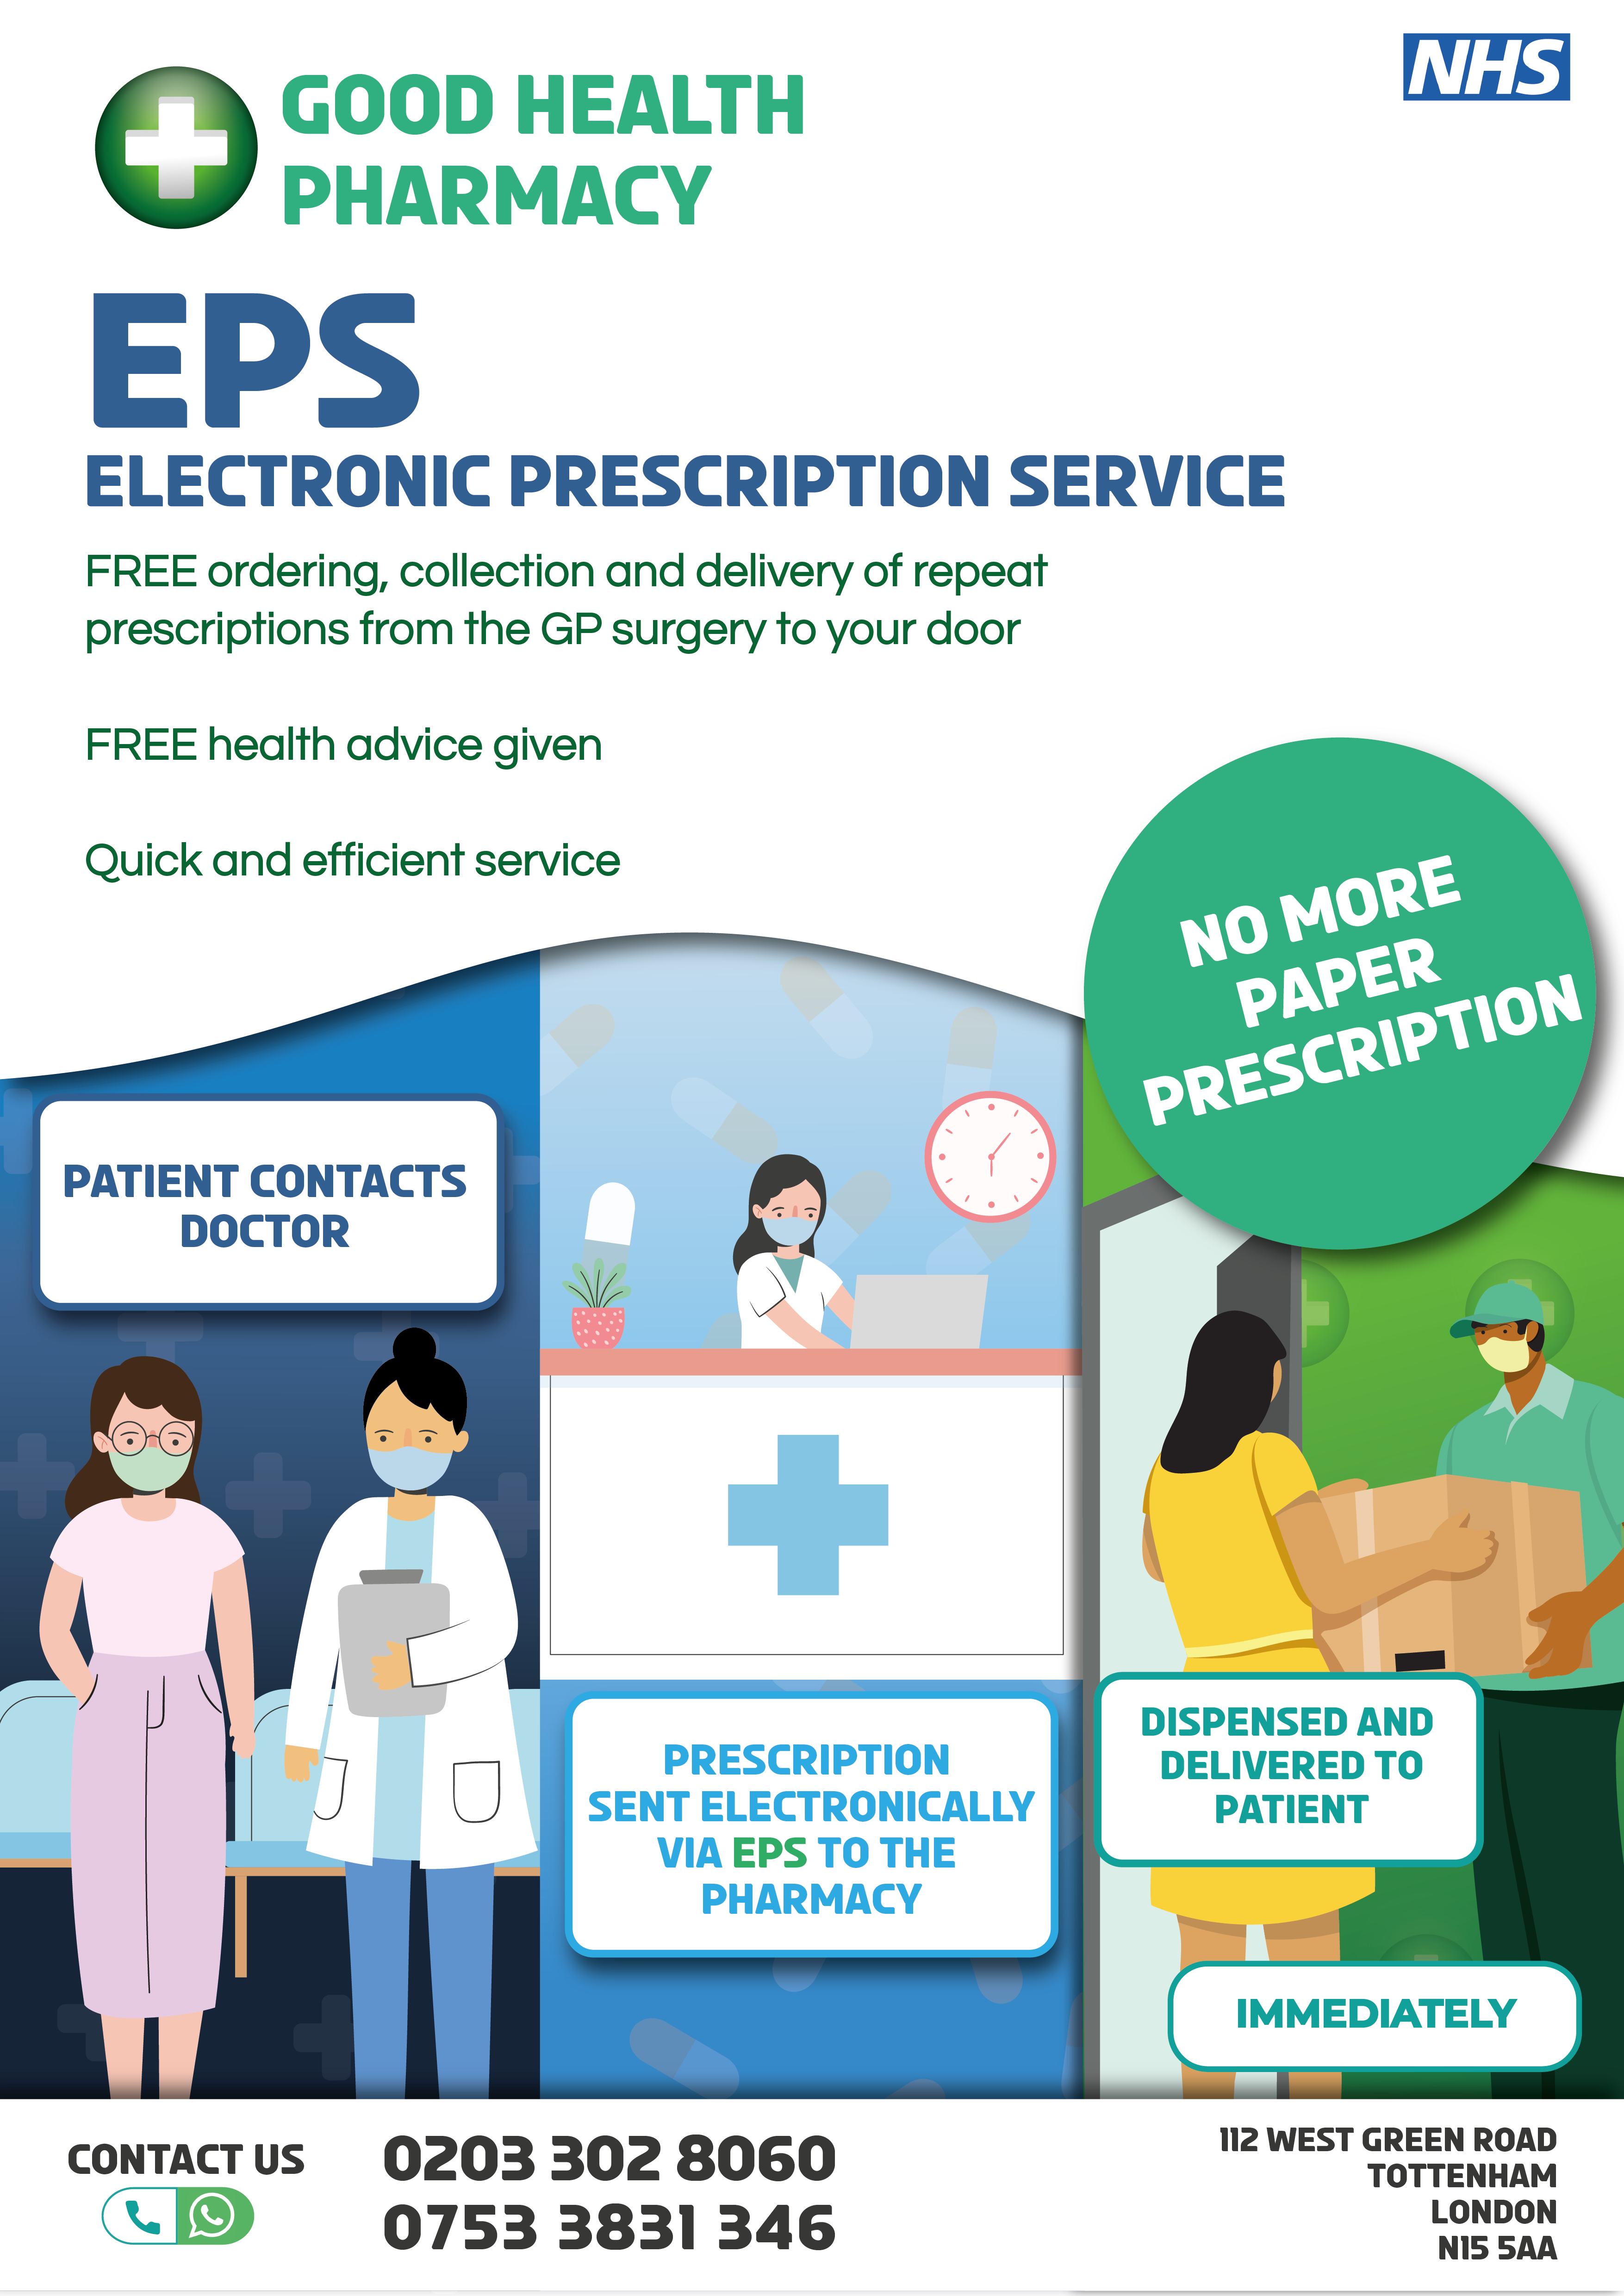 GOOD HEALTH
PHARMACY
NHS
EPS
ELECTRONIC PRESCRIPTION SERVICE
FREE ordering, collection and delivery of repeat
prescriptions from the GP surgery to your door
FREE health advice given
Quick and efficient service
NO MORE
PAPER
PRESCRIPTION
PATIENT CONTACTS
DOCTOR
PRESCRIPTION
SENT ELECTRONICALLY
VIA EPS TO THE
PHARMACY
DISPENSED AND
DELIVERED TO
PATIENT
IMMEDIATELY
CONTACT US
0203 302 8060
0753 3831 346
112 WEST GREEN ROAD
TOTTENHAM
LONDON
N15 5AA